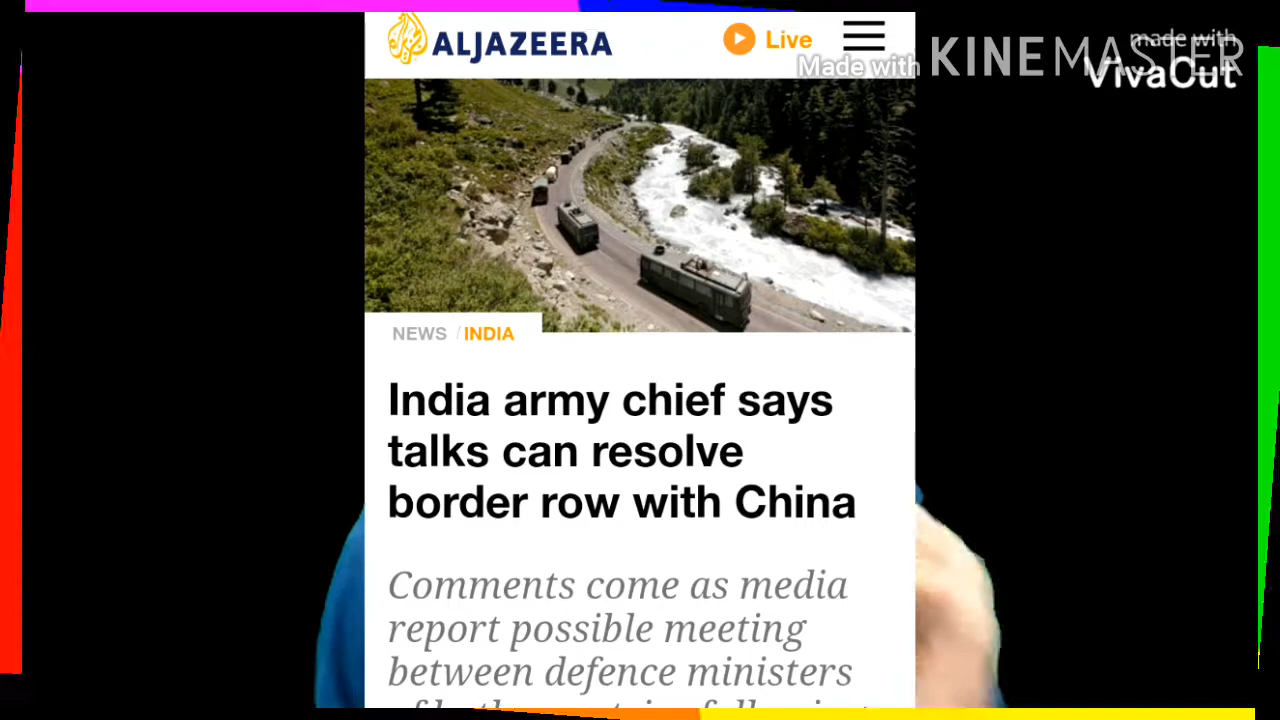 ALJAZEERA
Live
Made with KINEMASTER
made with
VivaCut
NEWS / INDIA
India army chief says
talks can resolve
border row with China
Comments come as media
report possible meeting
between defence ministers